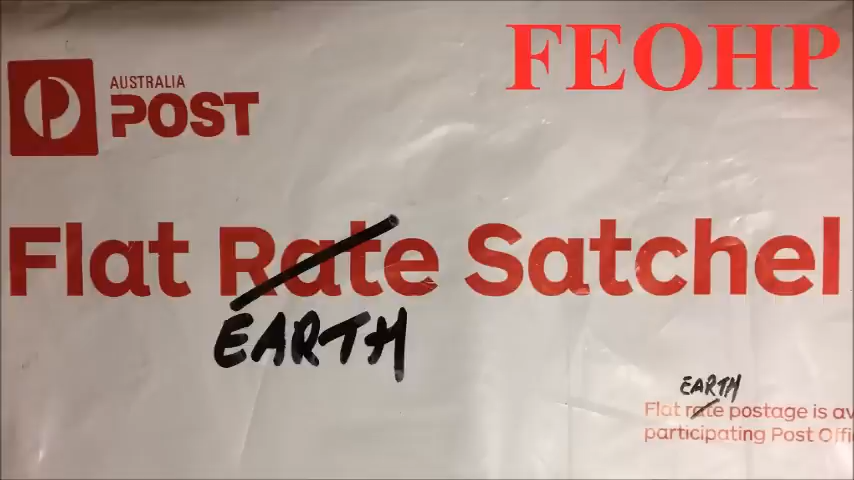 FEOHP
AUSTRALIA
POST
Flat Rate Satchel
EARTH
EARTH
Flat rate postage is av
participating Post Offi